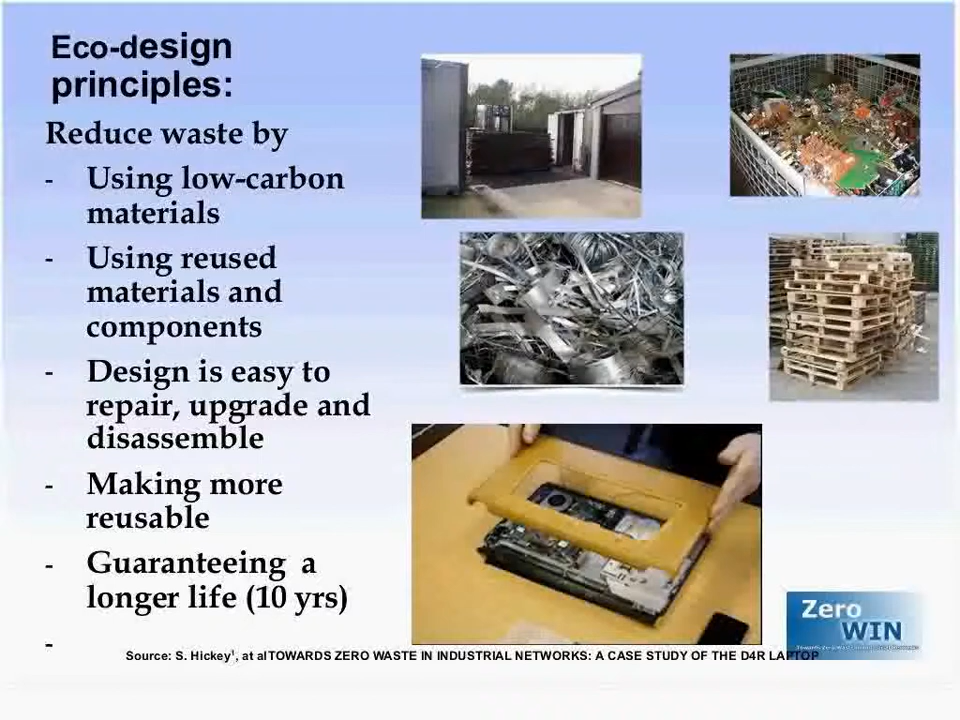 Eco-design
principles:
Reduce waste by
- Using low-carbon
materials
- Using reused
materials and
components
- Design is easy to
repair, upgrade and
disassemble
- Making more
reusable
- Guaranteeing a
longer life (10 yrs)
-
Zero
WIN
Source: S. Hickey¹, at alTOWARDS ZERO WASTE IN INDUSTRIAL NETWORKS: A CASE STUDY OF THE D4R LAPTOP